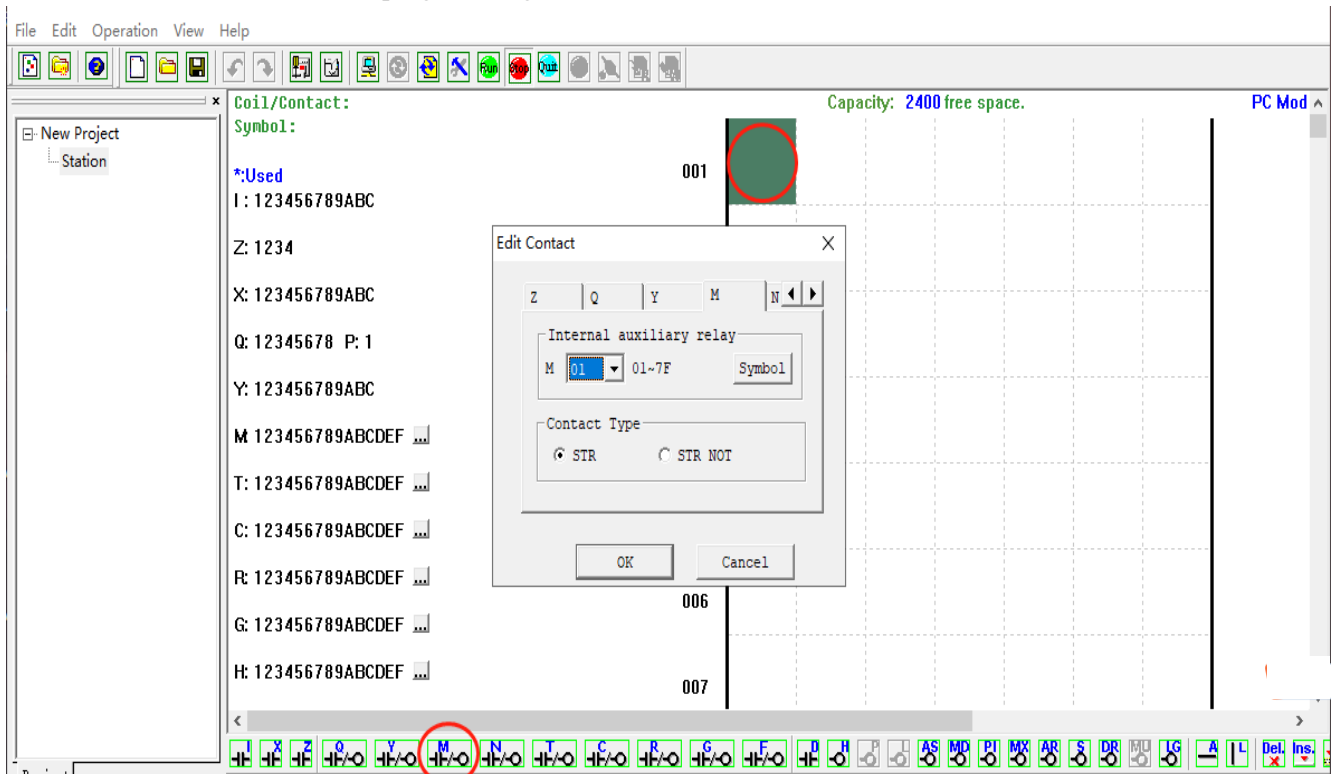 File Edit Operation View Help
Run Stop Quit
x
New Project
Station
Coil/Contact:
Capacity: 2400 free space.
PC Mod
Symbol:
*:Used
I : 123456789ABC
Z: 1234
X: 123456789ABC
Q: 12345678 P: 1
Y: 123456789ABC
M: 123456789ABCDEF ...
T: 123456789ABCDEF ...
C: 123456789ABCDEF ...
R: 123456789ABCDEF ...
G: 123456789ABCDEF ...
H: 123456789ABCDEF ...
001
006
007
Edit Contact
Z Q Y M N
Internal auxiliary relay
M 01 01~7F Symbol
Contact Type
STR STR NOT
OK Cancel
I X Z Q Y M N T C R G F D H P L AS MD PI MX AR S DR MU LG A L Del. Ins.